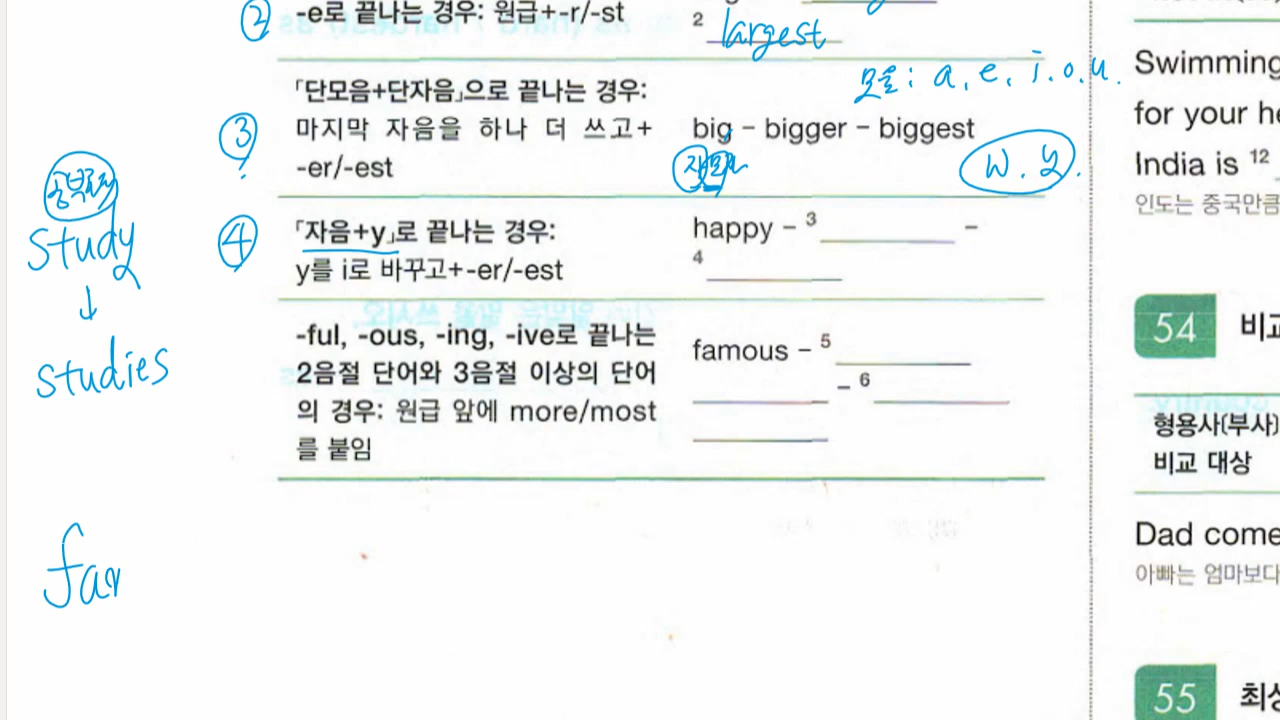 ② -e로 끝나는 경우: 원급+-r/-st
2 largest
「단모음+단자음」으로 끝나는 경우:
③ 마지막 자음을 하나 더 쓰고+
-er/-est
모음: a, e, i, o, u.
big – bigger – biggest
W. y.
④ 「자음+y」로 끝나는 경우:
y를 i로 바꾸고+-er/-est
happy – 3 –
4
study
↓
studies
-ful, -ous, -ing, -ive로 끝나는
2음절 단어와 3음절 이상의 단어
의 경우: 원급 앞에 more/most
를 붙임
famous – 5
– 6
far
Swimming
for your he
India is 12
인도는 중국만큼
54 비교
형용사(부사)
비교 대상
Dad come
아빠는 엄마보다
55 최상